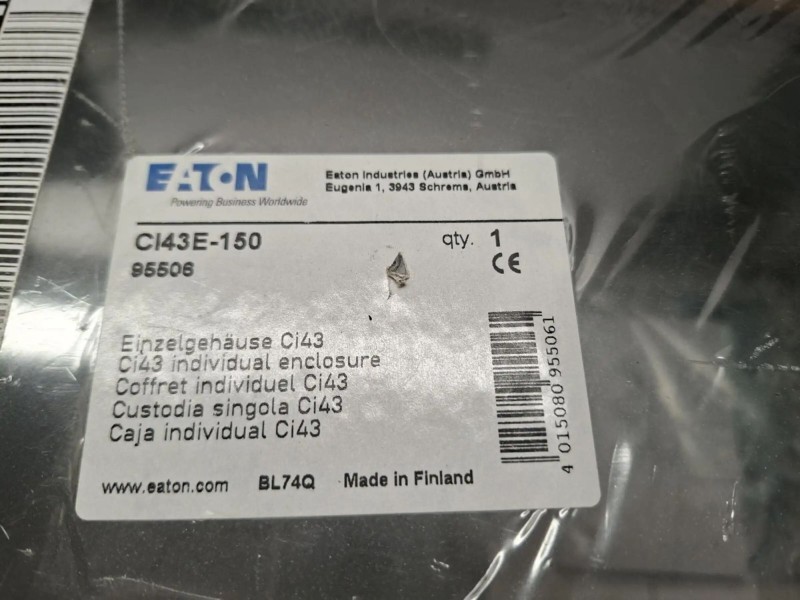 EATON
Powering Business Worldwide
Eaton Industries (Austria) GmbH
Eugenia 1, 3943 Schrems, Austria
CI43E-150
qty. 1
95506
CE
Einzelgehäuse Ci43
Ci43 individual enclosure
Coffret individuel Ci43
Custodia singola Ci43
Caja individual Ci43
4 015080 955061
www.eaton.com BL74Q Made in Finland